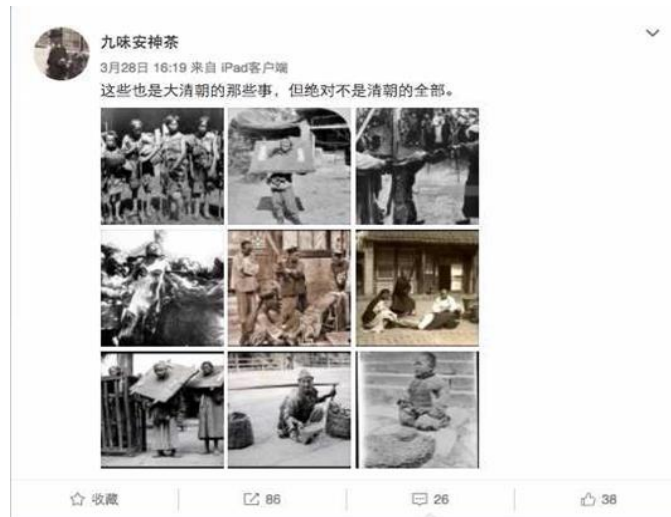 九味安神茶
3月28日 16:19 来自 iPad客户端
这些也是大清朝的那些事，但绝对不是清朝的全部。
收藏
86
26
38